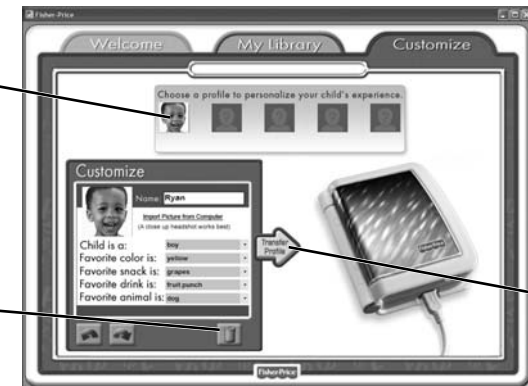 Fisher-Price
Welcome
My Library
Customize
Choose a profile to personalize your child's experience.
Customize
Name: Ryan
Import Picture from Computer
(A close up headshot works best)
Child is a: boy
Favorite color is: yellow
Favorite snack is: grapes
Favorite drink is: fruit punch
Favorite animal is: dog
Transfer
Profile
Fisher-Price